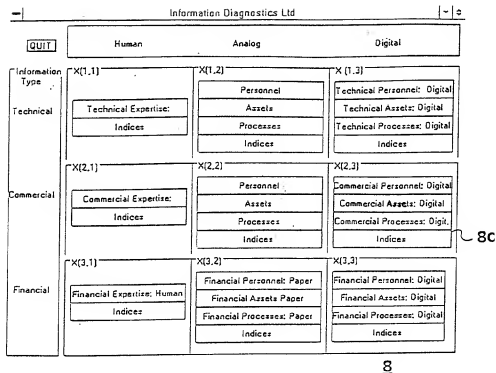 Information Diagnostics Ltd
QUIT
Human Analog Digital
Information
Type
Technical
Commercial
Financial
X(1,1)
Technical Expertise:
Indices
X(1,2)
Personnel
Assets
Processes
Indices
X (1,3)
Technical Personnel: Digital
Technical Assets: Digital
Technical Processes: Digital
Indices
X(2,1)
Commercial Expertise:
Indices
X(2,2)
Personnel
Assets
Processes
Indices
X(2,3)
Commercial Personnel: Digital
Commercial Assets: Digital
Commercial Processes: Digit,
Indices
8c
X(3,1)
Financial Expertise: Human
Indices
X(3,2)
Financial Personnel: Paper
Financial Assets Paper
Financial Processes: Paper
Indices
X(3,3)
Financial Personnel: Digital
Financial Assets: Digital
Financial Processes: Digital
Indices
8